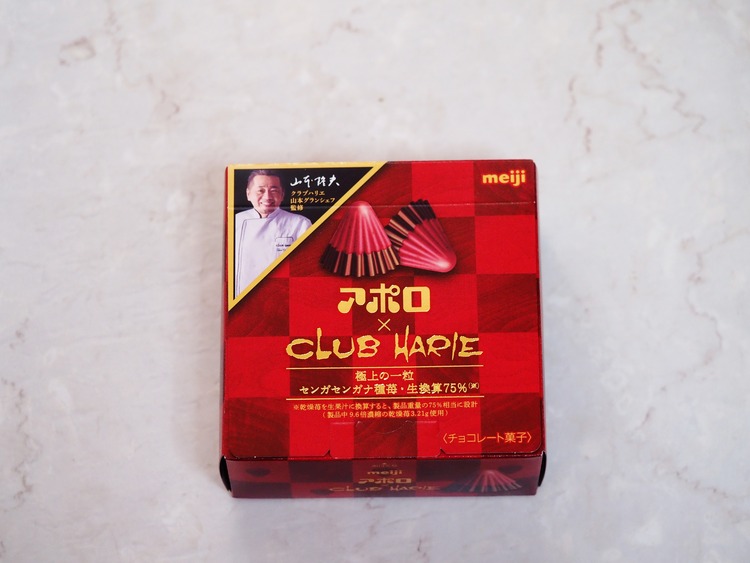 meiji
山本隆夫
クラブハリエ
山本グランシェフ
監修
アポロ
×
CLUB HARIE
極上の一粒
センガセンガナ種苺・生換算75%(※)
※乾燥苺を生果汁に換算すると、製品重量の75%相当に設計
(製品中9.6倍濃縮の乾燥苺3.21g使用)
〈チョコレート菓子〉
meiji
アポロ
CLUB HARIE